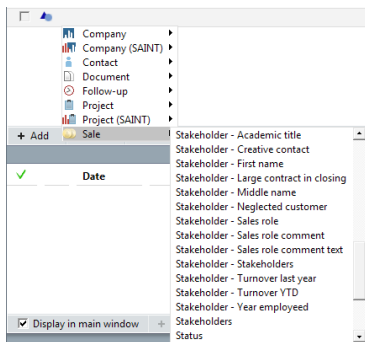 Company
Company (SAINT)
Contact
Document
Follow-up
Project
Project (SAINT)
+ Add Sale
Stakeholder - Academic title
Stakeholder - Creative contact
Stakeholder - First name
Stakeholder - Large contract in closing
Stakeholder - Middle name
Stakeholder - Neglected customer
Stakeholder - Sales role
Stakeholder - Sales role comment
Stakeholder - Sales role comment text
Stakeholder - Stakeholders
Stakeholder - Turnover last year
Stakeholder - Turnover YTD
Stakeholder - Year employeed
Stakeholders
Status
Date
Display in main window +